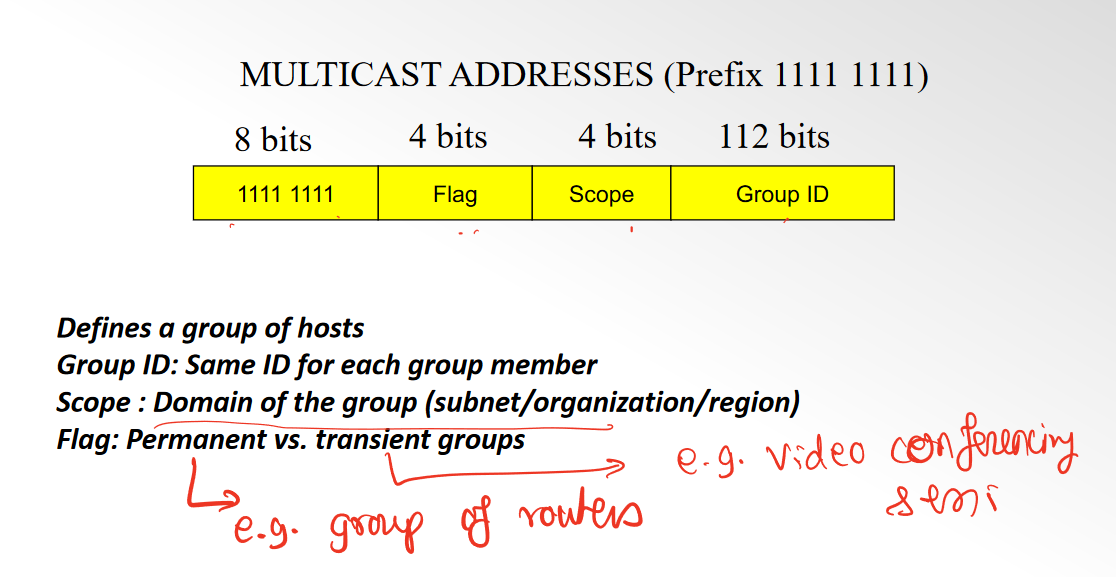 MULTICAST ADDRESSES (Prefix 1111 1111)
8 bits 4 bits 4 bits 112 bits
1111 1111 Flag Scope Group ID
Defines a group of hosts
Group ID: Same ID for each group member
Scope : Domain of the group (subnet/organization/region)
Flag: Permanent vs. transient groups
e.g. video conferencing
e.g. group of routers